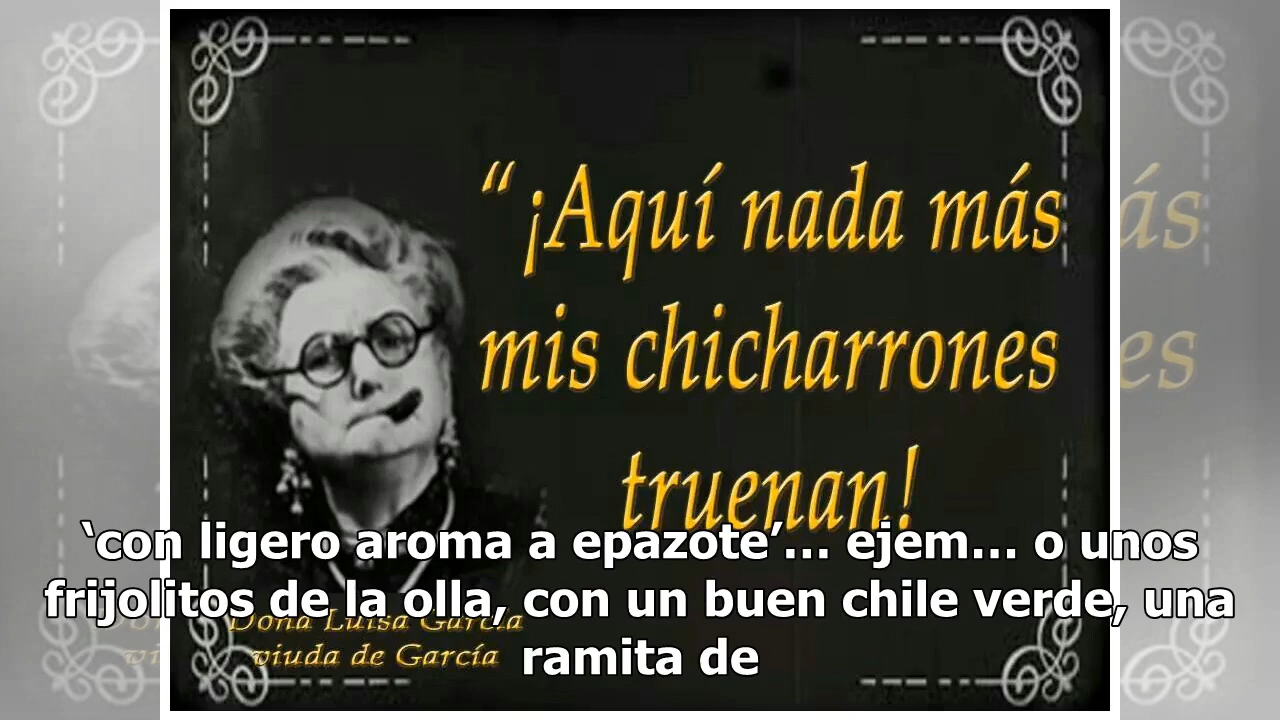 “ ¡Aquí nada más
mis chicharrones
truenan!
‘con ligero aroma a epazote’... ejem... o unos
frijolitos de la olla, con un buen chile verde, una
ramita de
Doña Luisa García
viuda de García